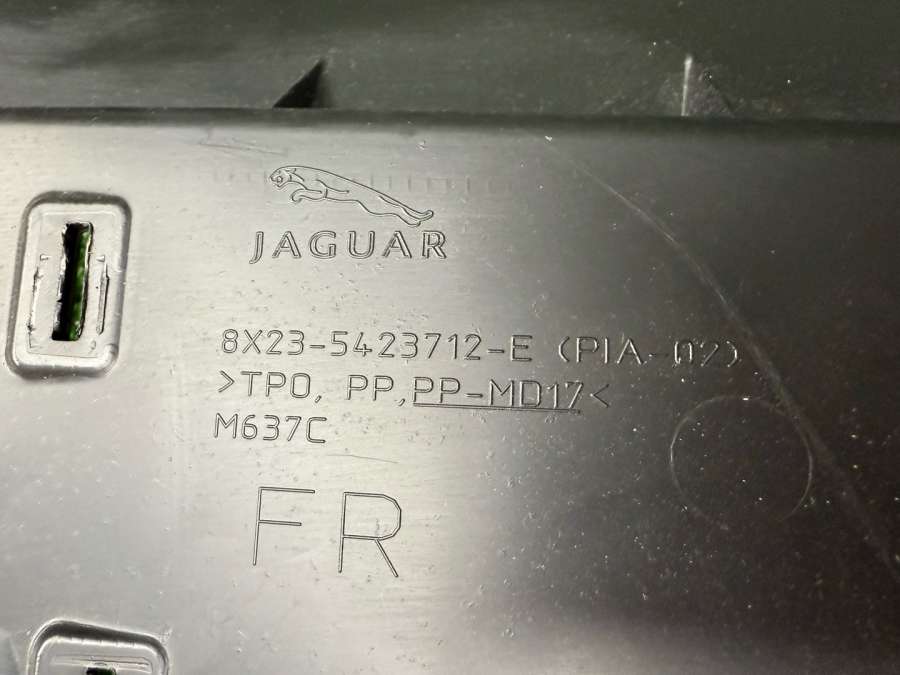 JAGUAR
8X23-5423712-E (PIA-02)
>TPO, PP,PP-MD17<
M637C
FR